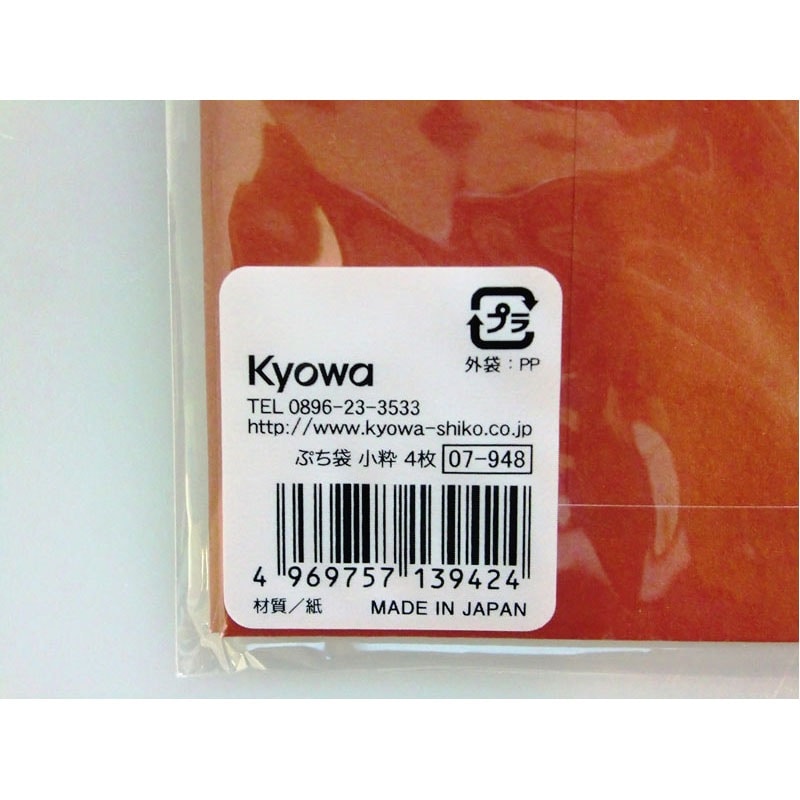 プラ
外袋：PP
Kyowa
TEL 0896-23-3533
http://www.kyowa-shiko.co.jp
ぷち袋 小粋 4枚 07-948
4 969757 139424
材質／紙 MADE IN JAPAN